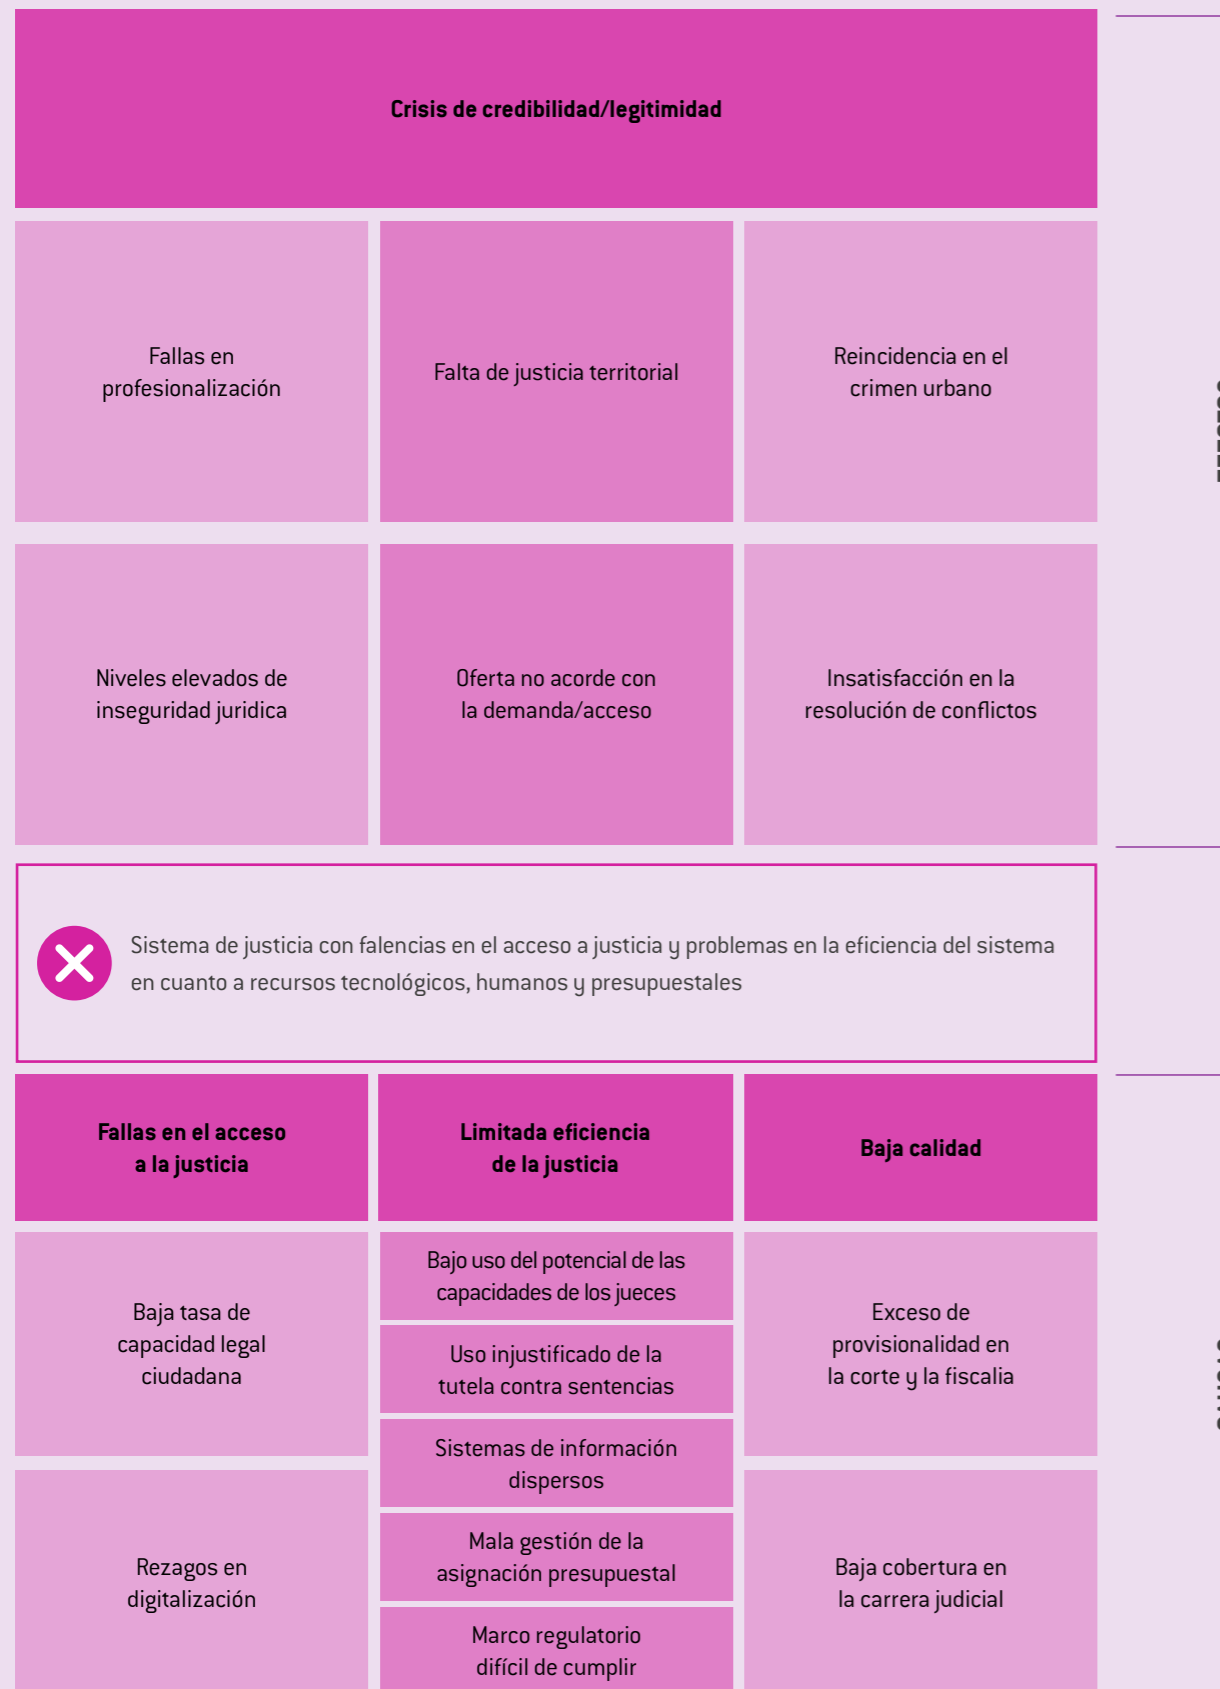 Crisis de credibilidad/legitimidad
Fallas en
profesionalización
Falta de justicia territorial
Reincidencia en el
crimen urbano
Niveles elevados de
inseguridad juridica
Oferta no acorde con
la demanda/acceso
Insatisfacción en la
resolución de conflictos
Sistema de justicia con falencias en el acceso a justicia y problemas en la eficiencia del sistema
en cuanto a recursos tecnológicos, humanos y presupuestales
Fallas en el acceso
a la justicia
Limitada eficiencia
de la justicia
Baja calidad
Baja tasa de
capacidad legal
ciudadana
Bajo uso del potencial de las
capacidades de los jueces
Uso injustificado de la
tutela contra sentencias
Sistemas de información
dispersos
Mala gestión de la
asignación presupuestal
Marco regulatorio
difícil de cumplir
Exceso de
provisionalidad en
la corte y la fiscalia
Rezagos en
digitalización
Baja cobertura en
la carrera judicial